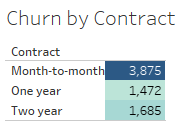 Churn by Contract
Contract
Month-to-month 3,875
One year 1,472
Two year 1,685